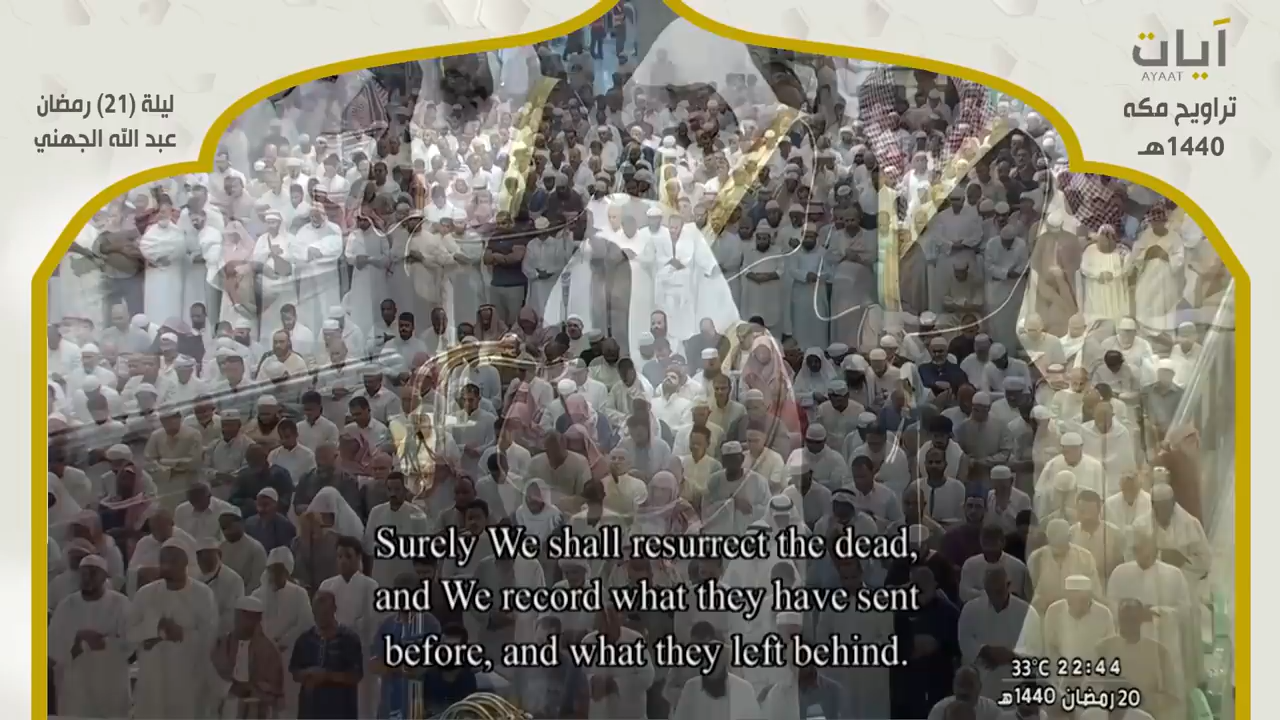 آيات
AYAAT
تراويح مكه
1440هـ
ليلة (21) رمضان
عبد الله الجهني
Surely We shall resurrect the dead,
and We record what they have sent
before, and what they left behind.
33°C 22:44
20 رمضان 1440هـ